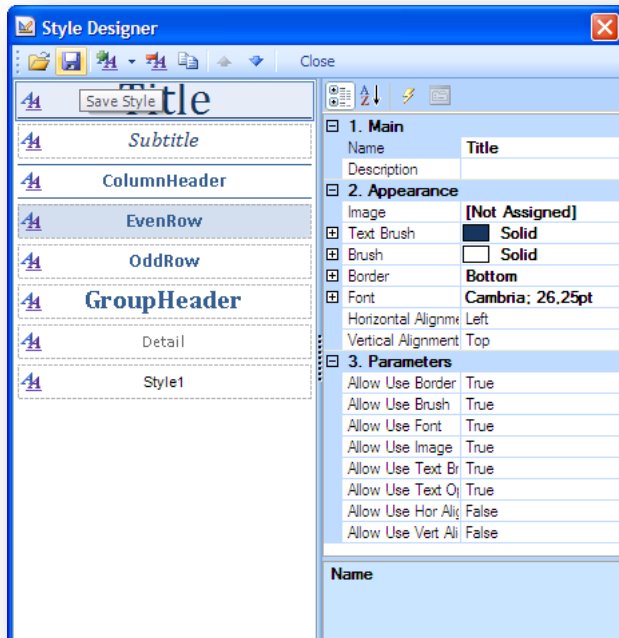 Style Designer
Close
Title
Save Style
Subtitle
ColumnHeader
EvenRow
OddRow
GroupHeader
Detail
Style1
1. Main
Name Title
Description
2. Appearance
Image [Not Assigned]
Text Brush Solid
Brush Solid
Border Bottom
Font Cambria; 26,25pt
Horizontal Alignme Left
Vertical Alignment Top
3. Parameters
Allow Use Border True
Allow Use Brush True
Allow Use Font True
Allow Use Image True
Allow Use Text Br True
Allow Use Text O True
Allow Use Hor Alig False
Allow Use Vert Ali False
Name